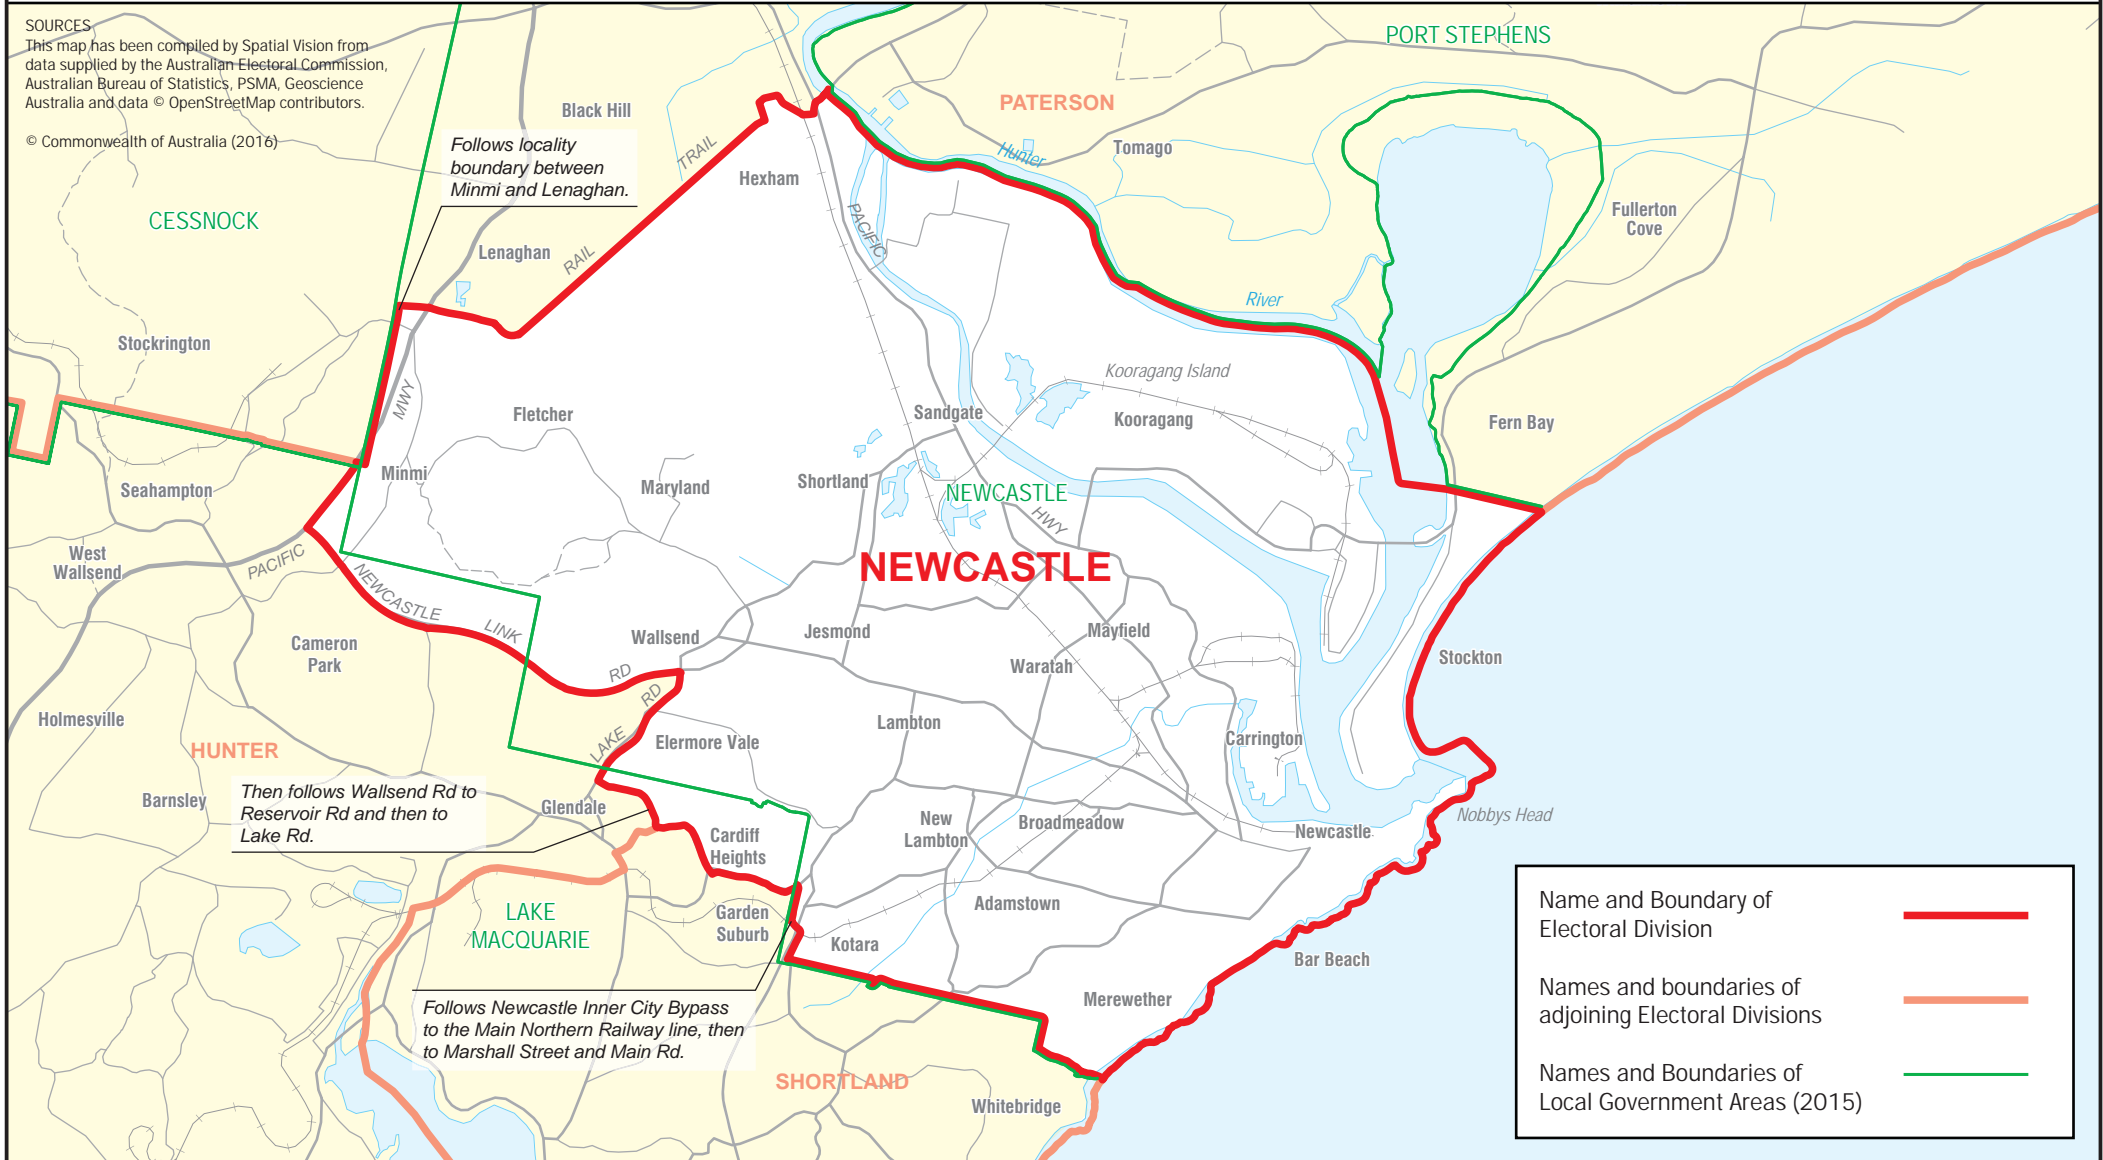 SOURCES
This map has been compiled by Spatial Vision from
data supplied by the Australian Electoral Commission,
Australian Bureau of Statistics, PSMA, Geoscience
Australia and data © OpenStreetMap contributors.
© Commonwealth of Australia (2016)
PORT STEPHENS
PATERSON
Black Hill
Follows locality
boundary between
Minmi and Lenaghan.
TRAIL
Hexham
Hunter
Tomago
CESSNOCK
PACIFIC
Fullerton
Cove
Lenaghan
RAIL
River
Stockrington
Kooragang Island
MWY
Fletcher
Sandgate
Kooragang
Fern Bay
Minmi
Seahampton
Maryland
Shortland
NEWCASTLE
HWY
West
Wallsend
PACIFIC
NEWCASTLE
NEWCASTLE
LINK
Cameron
Park
Wallsend
Jesmond
Mayfield
Waratah
Stockton
RD
RD
Holmesville
HUNTER
LAKE
Elermore Vale
Lambton
Carrington
Then follows Wallsend Rd to
Reservoir Rd and then to
Lake Rd.
Barnsley
Glendale
Cardiff
Heights
New
Lambton
Broadmeadow
Newcastle
Nobbys Head
LAKE
MACQUARIE
Garden
Suburb
Kotara
Adamstown
Bar Beach
Merewether
Follows Newcastle Inner City Bypass
to the Main Northern Railway line, then
to Marshall Street and Main Rd.
SHORTLAND
Whitebridge
Name and Boundary of
Electoral Division
Names and boundaries of
adjoining Electoral Divisions
Names and Boundaries of
Local Government Areas (2015)